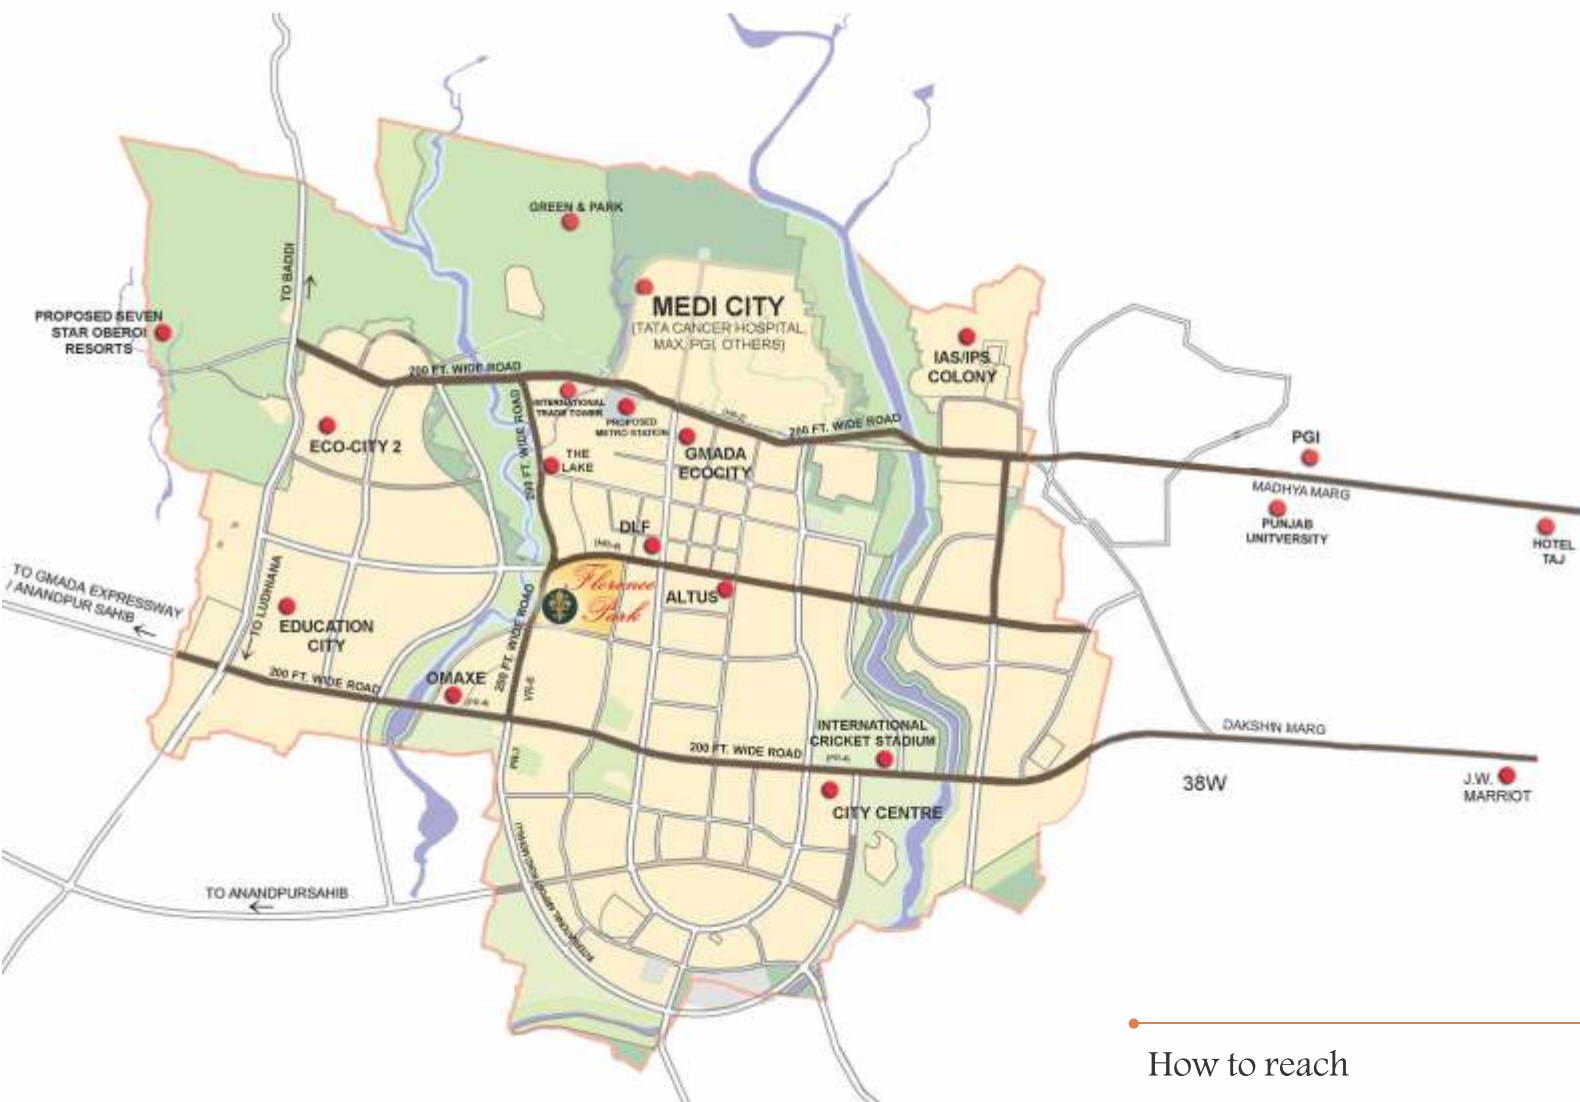 GREEN & PARK
TO BADDI
PROPOSED SEVEN
STAR OBEROI
RESORTS
MEDI CITY
(TATA CANCER HOSPITAL,
MAX, PGI, OTHERS)
IAS/IPS
COLONY
200 FT. WIDE ROAD
200 FT. WIDE ROAD
INTERNATIONAL
TRADE TOWER
PROPOSED
METRO STATION
200 FT. WIDE ROAD
ECO-CITY 2
THE
LAKE
GMADA
ECOCITY
PGI
MADHYA MARG
PUNJAB
UNITVERSITY
HOTEL
TAJ
DLF
TO GMADA EXPRESSWAY
/ ANANDPUR SAHIB
TO LUDHIANA
Florence
Park
ALTUS
EDUCATION
CITY
200 FT. WIDE ROAD
200 FT. WIDE ROAD
OMAXE
VR-6
INTERNATIONAL
CRICKET STADIUM
200 FT. WIDE ROAD
DAKSHIN MARG
38W
J.W.
MARRIOT
CITY CENTRE
TO ANANDPURSAHIB
How to reach